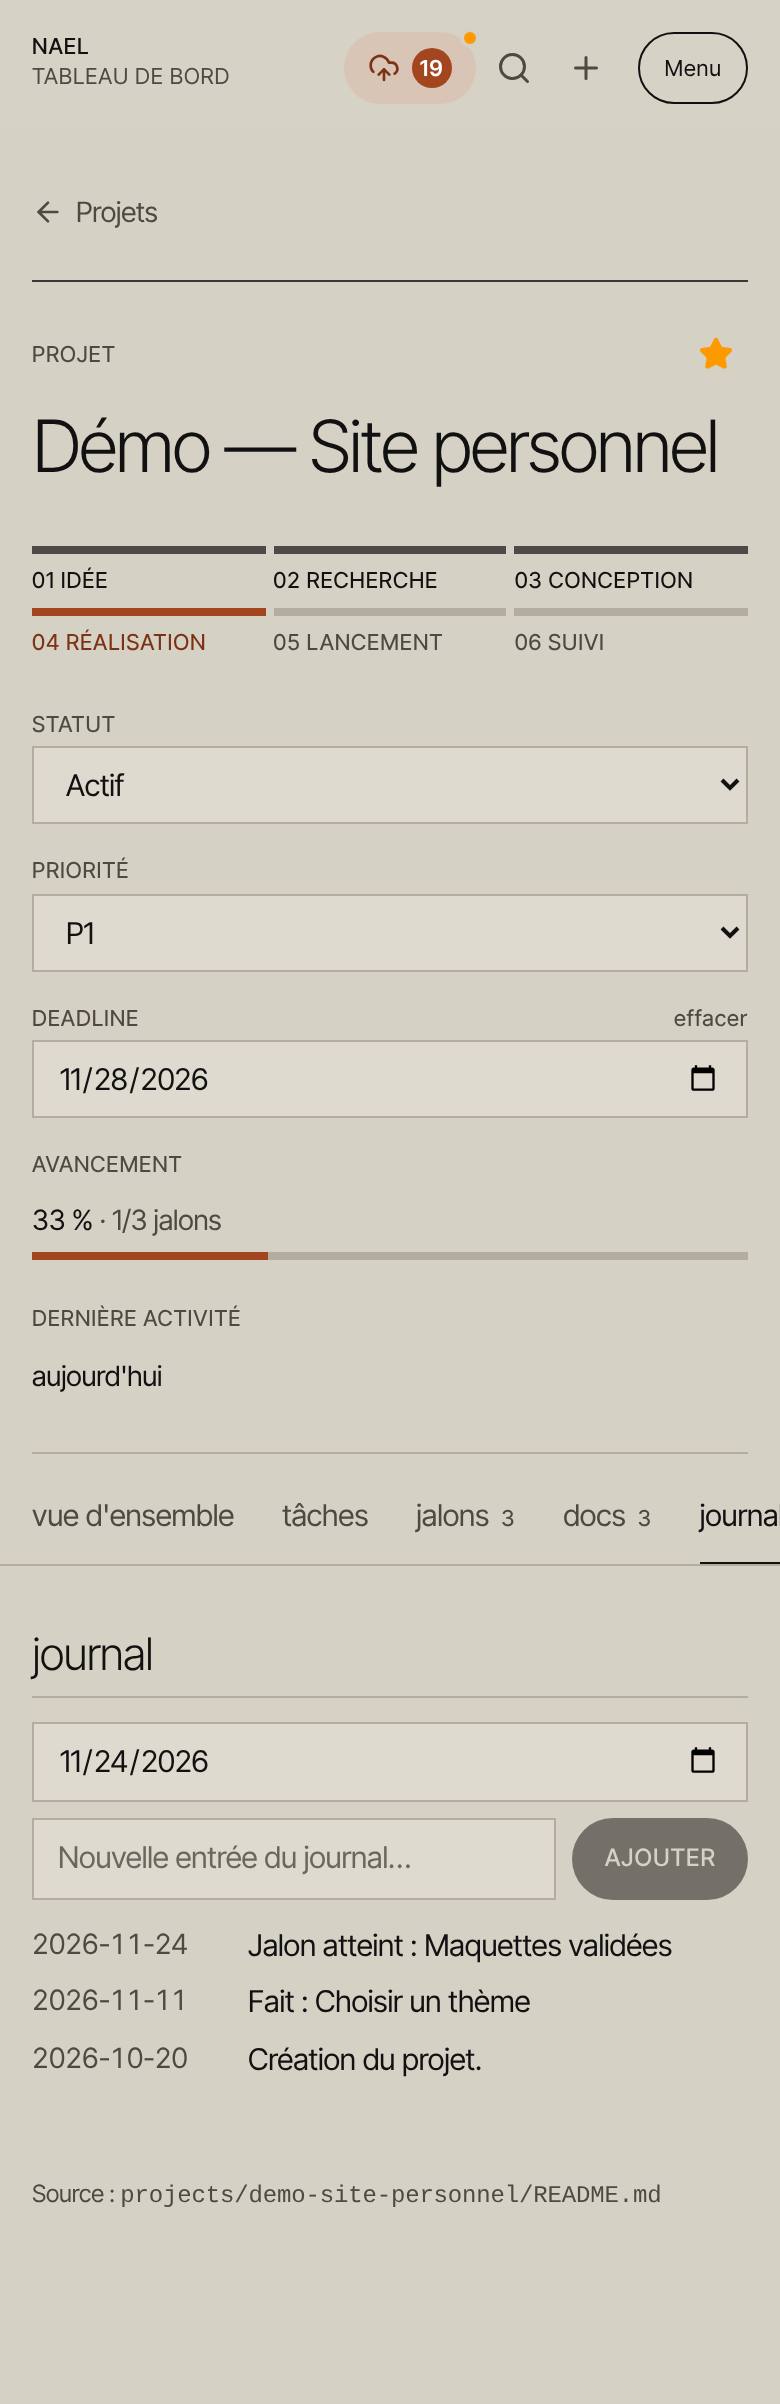 NAEL
TABLEAU DE BORD
19
Menu
← Projets
PROJET
Démo — Site personnel
01 IDÉE
02 RECHERCHE
03 CONCEPTION
04 RÉALISATION
05 LANCEMENT
06 SUIVI
STATUT
Actif
PRIORITÉ
P1
DEADLINE
effacer
11/28/2026
AVANCEMENT
33 % · 1/3 jalons
DERNIÈRE ACTIVITÉ
aujourd'hui
vue d'ensemble tâches jalons 3 docs 3 journal
journal
11/24/2026
Nouvelle entrée du journal...
AJOUTER
2026-11-24 Jalon atteint : Maquettes validées
2026-11-11 Fait : Choisir un thème
2026-10-20 Création du projet.
Source : projects/demo-site-personnel/README.md